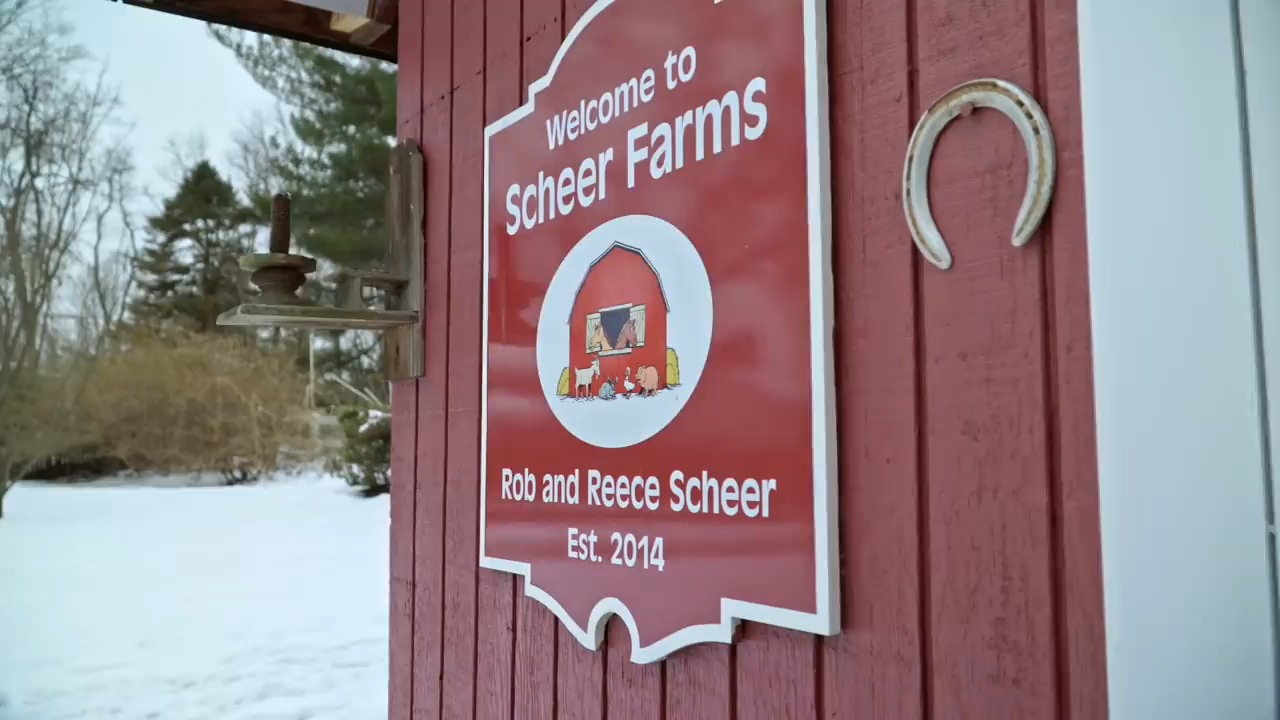 Welcome to
Scheer Farms
Rob and Reece Scheer
Est. 2014